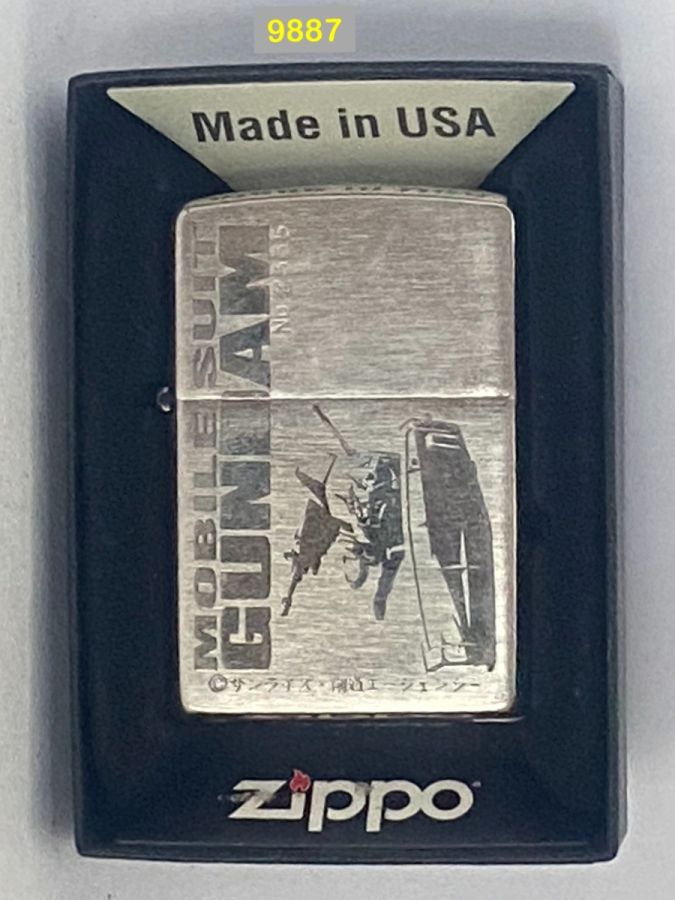 9887
Made in USA
MOBILE SUIT
GUNDAM
©サンライズ・創通エージェンシー
zippo